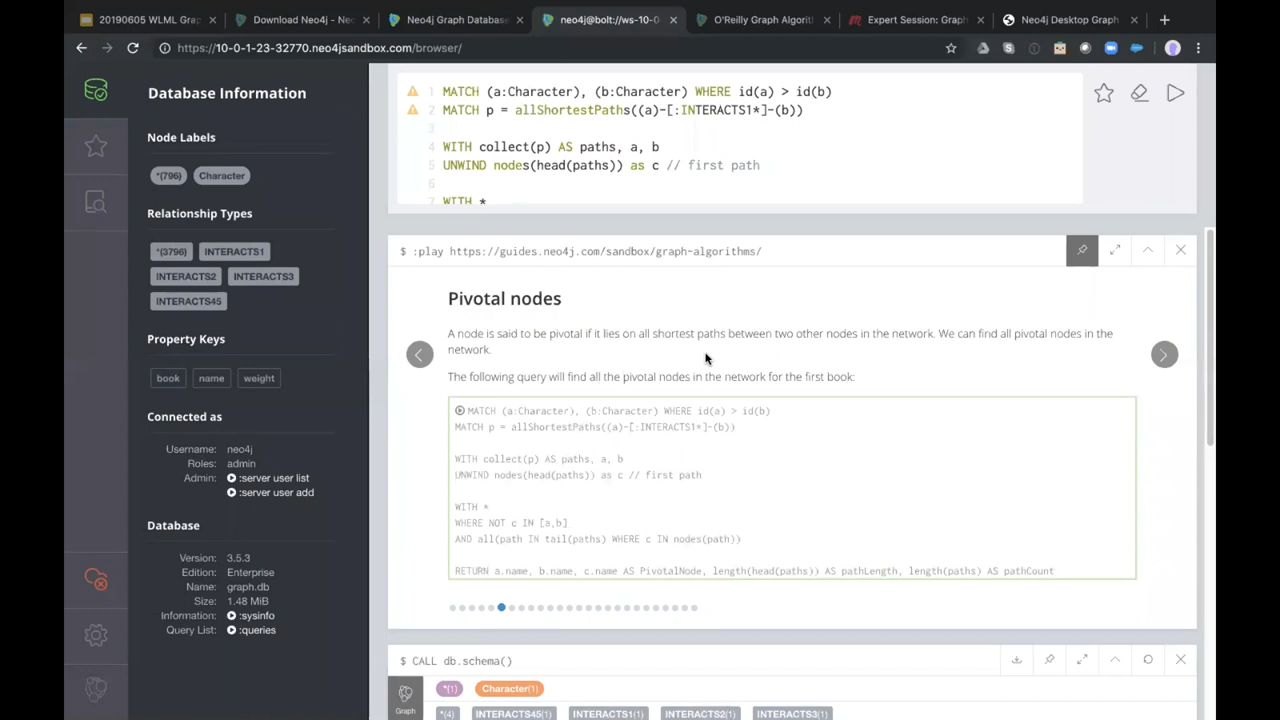 20190605 WLML Gra
Download Neo4j - Ne
Neo4j Graph Database
neo4j@bolt://ws-10-0
O'Reilly Graph Algorit
Expert Session: Graph
Neo4j Desktop Graph
https://10-0-1-23-32770.neo4jsandbox.com/browser/
Database Information
Node Labels
*(796) Character
Relationship Types
*(3796) INTERACTS1
INTERACTS2 INTERACTS3
INTERACTS45
Property Keys
book name weight
Connected as
Username: neo4j
Roles: admin
Admin: :server user list
:server user add
Database
Version: 3.5.3
Edition: Enterprise
Name: graph.db
Size: 1.48 MiB
Information: :sysinfo
Query List: :queries
1 MATCH (a:Character), (b:Character) WHERE id(a) > id(b)
2 MATCH p = allShortestPaths((a)-[:INTERACTS1*]-(b))
3
4 WITH collect(p) AS paths, a, b
5 UNWIND nodes(head(paths)) as c // first path
6
7 WITH *
$ :play https://guides.neo4j.com/sandbox/graph-algorithms/
Pivotal nodes
A node is said to be pivotal if it lies on all shortest paths between two other nodes in the network. We can find all pivotal nodes in the
network.
The following query will find all the pivotal nodes in the network for the first book:
MATCH (a:Character), (b:Character) WHERE id(a) > id(b)
MATCH p = allShortestPaths((a)-[:INTERACTS1*]-(b))
WITH collect(p) AS paths, a, b
UNWIND nodes(head(paths)) as c // first path
WITH *
WHERE NOT c IN [a,b]
AND all(path IN tail(paths) WHERE c IN nodes(path))
RETURN a.name, b.name, c.name AS PivotalNode, length(head(paths)) AS pathLength, length(paths) AS pathCount
$ CALL db.schema()
*(1) Character(1)
Graph
*(4) INTERACTS45(1) INTERACTS1(1) INTERACTS2(1) INTERACTS3(1)